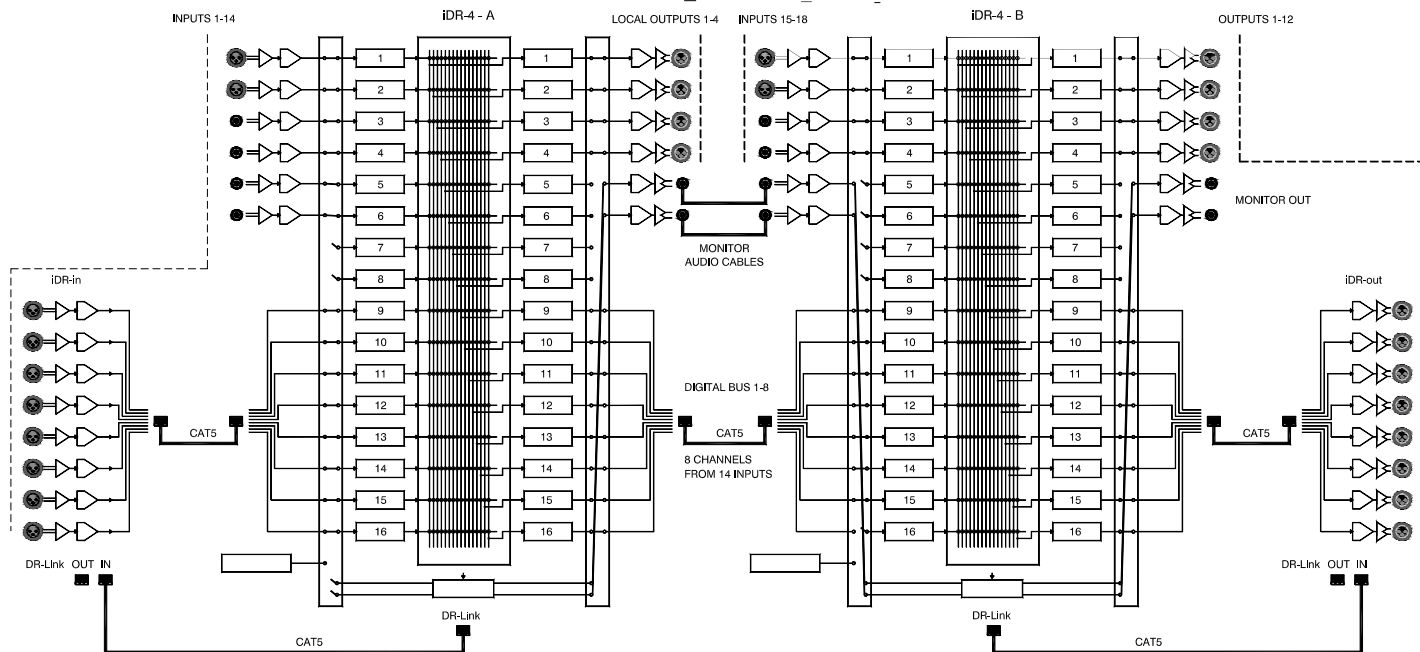 INPUTS 1-14
iDR-4 - A
LOCAL OUTPUTS 1-4
INPUTS 15-18
iDR-4 - B
OUTPUTS 1-12
1 1 1 1
2 2 2 2
3 3 3 3
4 4 4 4
5 5 5 5
MONITOR OUT
6 6 6 6
MONITOR
AUDIO CABLES
7 7 7 7
8 8 8 8
iDR-in
iDR-out
9 9 9 9
10 10 10 10
11 11 11 11
DIGITAL BUS 1-8
12 12 12 12
CAT5
13 13 CAT5 13 13
CAT5
8 CHANNELS
FROM 14 INPUTS
14 14 14 14
15 15 15 15
16 16 16 16
DR-LInk OUT IN
DR-LInk OUT IN
DR-Link
DR-Link
CAT5
CAT5